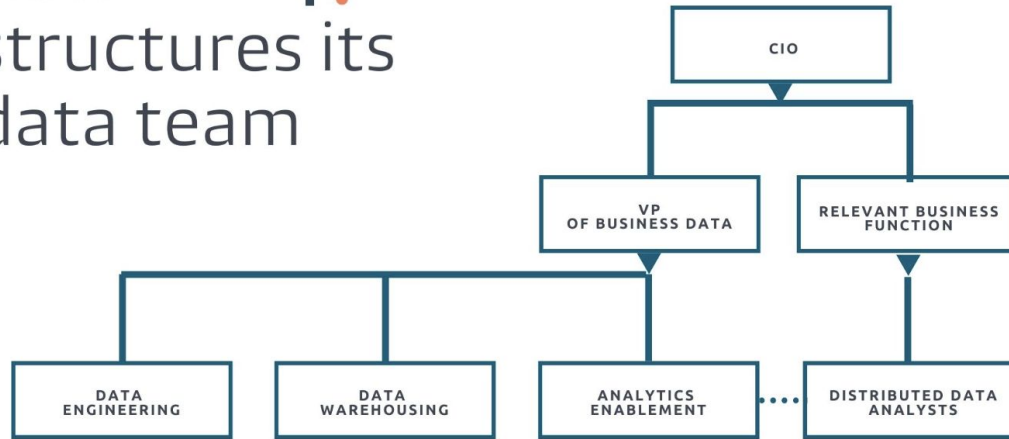 structures its
data team
CIO
VP
OF BUSINESS DATA
RELEVANT BUSINESS
FUNCTION
DATA
ENGINEERING
DATA
WAREHOUSING
ANALYTICS
ENABLEMENT
DISTRIBUTED DATA
ANALYSTS